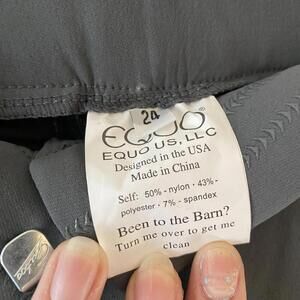 24
EQUO®
EQUO US, LLC
Designed in the USA
Made in China
Self: 50% - nylon · 43% -
polyester · 7% - spandex
Been to the Barn?
Turn me over to get me
clean